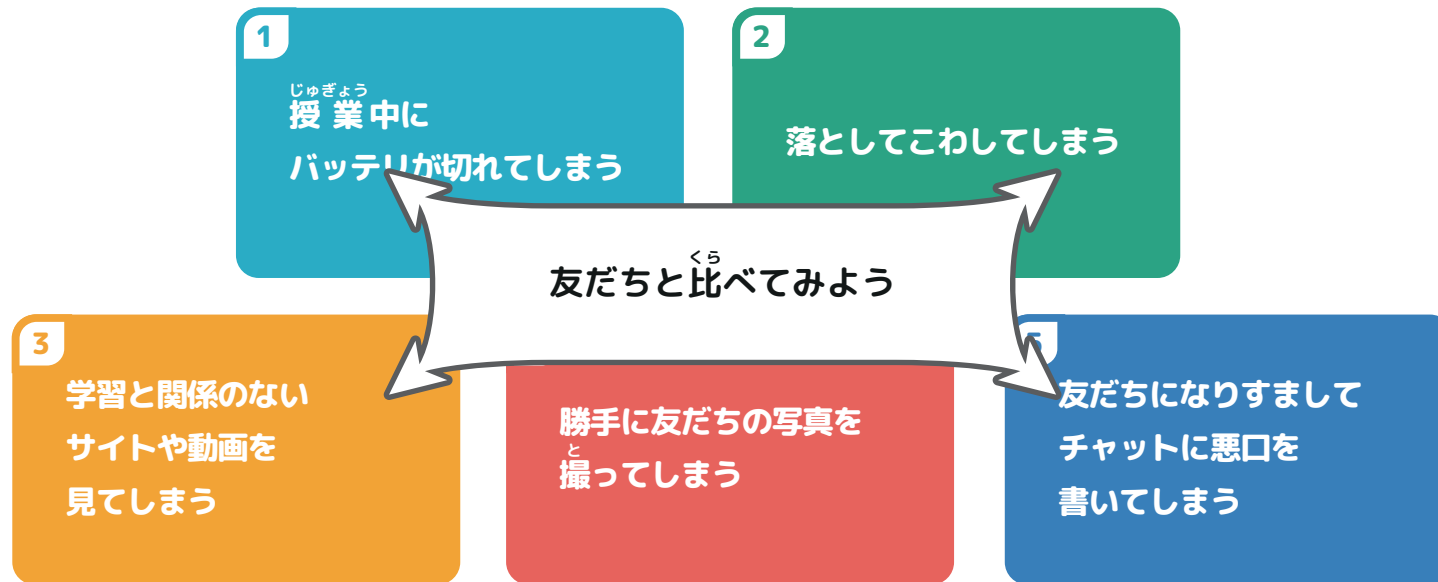 1
じゅぎょう
授業中に
バッテリが切れてしまう
2
落としてこわしてしまう
くら
友だちと比べてみよう
3
学習と関係のない
サイトや動画を
見てしまう
勝手に友だちの写真を
と
撮ってしまう
5
友だちになりすまして
チャットに悪口を
書いてしまう